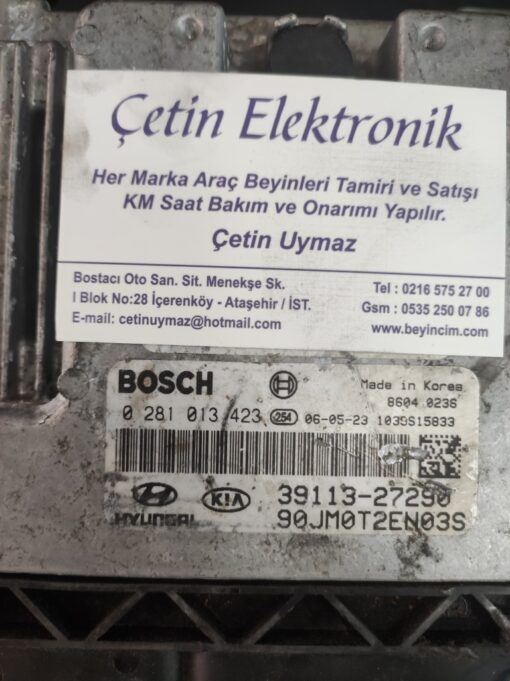 Çetin Elektronik
Her Marka Araç Beyinleri Tamiri ve Satışı
KM Saat Bakım ve Onarımı Yapılır.
Çetin Uymaz
Bostacı Oto San. Sit. Menekşe Sk.
I Blok No:28 İçerenköy - Ataşehir / İST.
E-mail: cetinuymaz@hotmail.com
Tel : 0216 575 27 00
Gsm : 0535 250 07 86
www.beyincim.com
BOSCH
Made in Korea
8604 0236
0 281 013 423 254 06-05-23 1039S15833
HYUNDAI KIA 39113-27290
90JM0T2EN03S